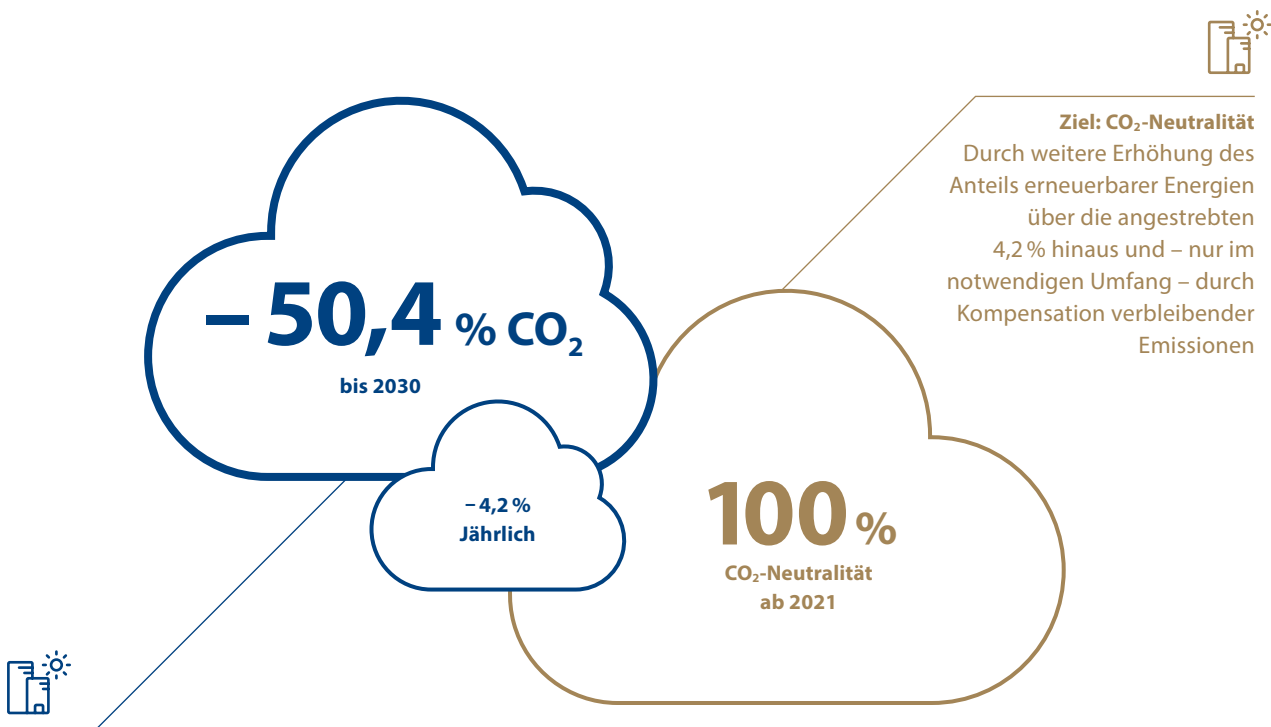 Ziel: CO₂-Neutralität
Durch weitere Erhöhung des
Anteils erneuerbarer Energien
über die angestrebten
4,2 % hinaus und – nur im
notwendigen Umfang – durch
Kompensation verbleibender
Emissionen
– 50,4 % CO₂
bis 2030
– 4,2 %
Jährlich
100 %
CO₂-Neutralität
ab 2021